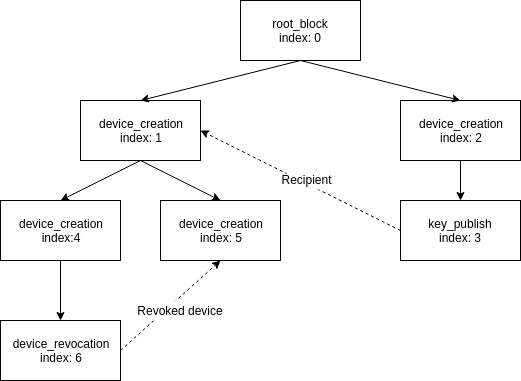 root_block
index: 0
device_creation
index: 1
device_creation
index: 2
Recipient
device_creation
index:4
device_creation
index: 5
key_publish
index: 3
Revoked device
device_revocation
index: 6